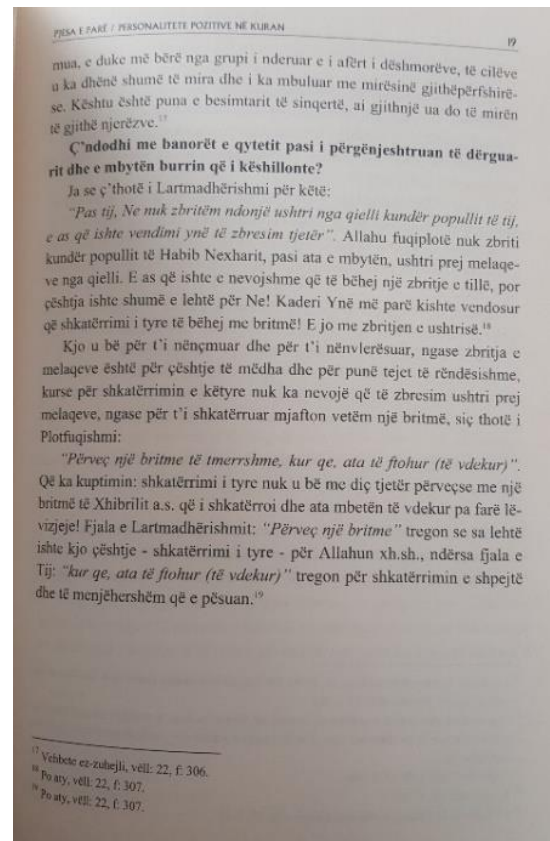 PJESA E PARË / PERSONALITETE POZITIVE NË KURAN
19
mua, e duke më bërë nga grupi i nderuar e i afërt i dëshmorëve, të cilëve
u ka dhënë shumë të mira dhe i ka mbuluar me mirësinë gjithëpërfshirë-
se. Kështu është puna e besimtarit të sinqertë, ai gjithnjë ua do të mirën
të gjithë njerëzve.17
Ç'ndodhi me banorët e qytetit pasi i përgënjeshtruan të dërgua-
rit dhe e mbytën burrin që i këshillonte?
Ja se ç'thotë i Lartmadhërishmi për këtë:
"Pas tij, Ne nuk zbritëm ndonjë ushtri nga qielli kundër popullit të tij,
e as që ishte vendimi ynë të zbresim tjetër". Allahu fuqiplotë nuk zbriti
kundër popullit të Habib Nexharit, pasi ata e mbytën, ushtri prej melaqe-
ve nga qielli. E as që ishte e nevojshme që të bëhej një zbritje e tillë, por
çështja ishte shumë e lehtë për Ne! Kaderi Ynë më parë kishte vendosur
që shkatërrimi i tyre të bëhej me britmë! E jo me zbritjen e ushtrisë.18
Kjo u bë për t'i nënçmuar dhe për t'i nënvlerësuar, ngase zbritja e
melaqeve është për çështje të mëdha dhe për punë tejet të rëndësishme,
kurse për shkatërrimin e këtyre nuk ka nevojë që të zbresim ushtri prej
melaqeve, ngase për t'i shkatërruar mjafton vetëm një britmë, siç thotë i
Plotfuqishmi:
"Përveç një britme të tmerrshme, kur qe, ata të ftohur (të vdekur)".
Që ka kuptimin: shkatërrimi i tyre nuk u bë me diç tjetër përveçse me një
britmë të Xhibrilit a.s. që i shkatërroi dhe ata mbetën të vdekur pa farë lë-
vizjeje! Fjala e Lartmadhërishmit: "Përveç një britme" tregon se sa lehtë
ishte kjo çështje - shkatërrimi i tyre - për Allahun xh.sh., ndërsa fjala e
Tij: "kur qe, ata të ftohur (të vdekur)" tregon për shkatërrimin e shpejtë
dhe të menjëhershëm që e pësuan.19
17 Vehbete ez-zuhejli, vëll: 22, f: 306.
18 Po aty, vëll: 22, f: 307.
19 Po aty, vëll: 22, f: 307.